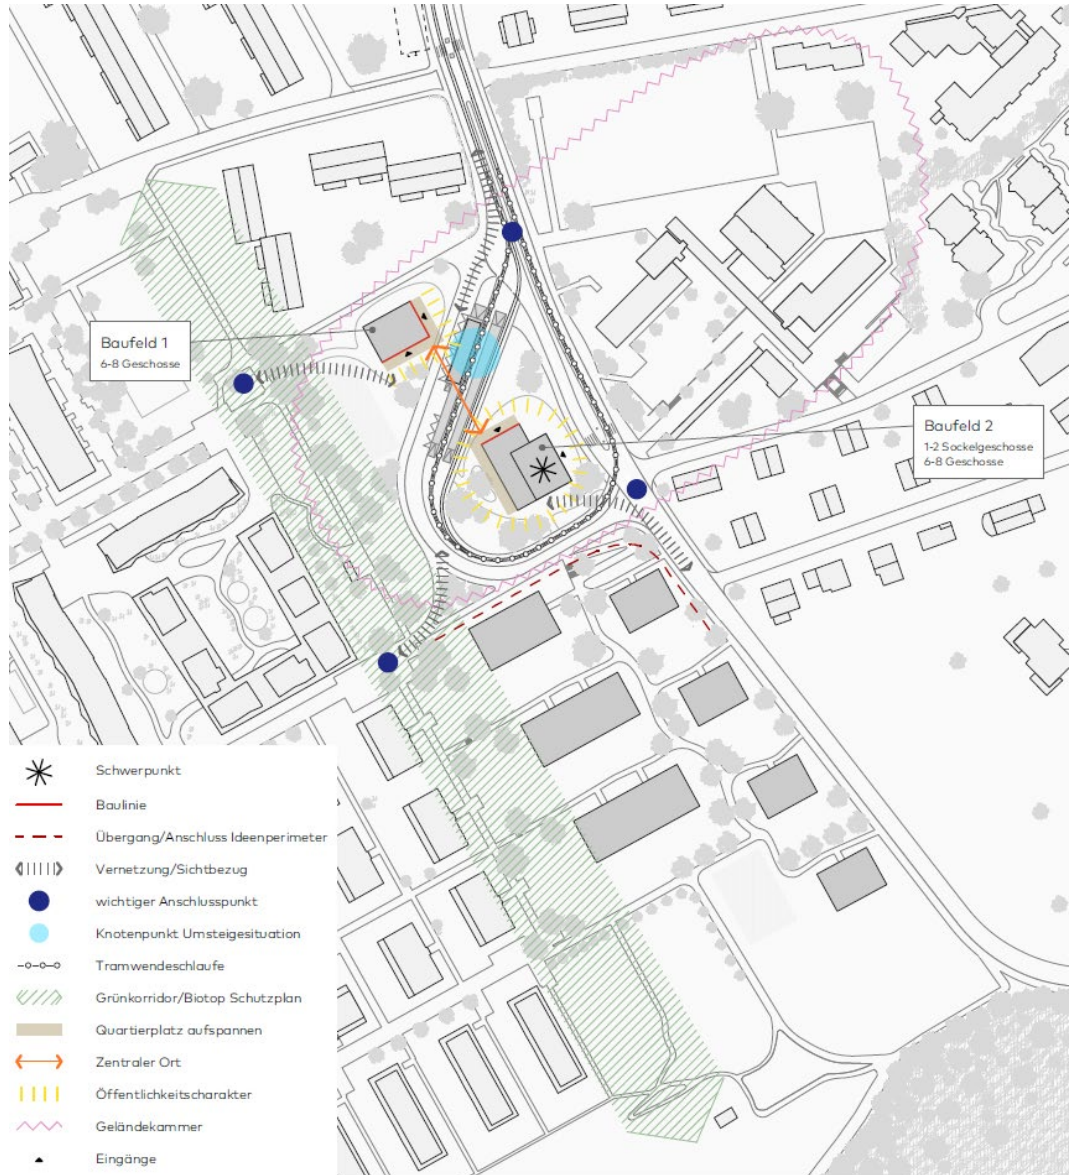 Baufeld 1
6-8 Geschosse
Baufeld 2
1-2 Sockelgeschosse
6-8 Geschosse
Schwerpunkt
Baulinie
Übergang/Anschluss Ideenperimeter
Vernetzung/Sichtbezug
wichtiger Anschlusspunkt
Knotenpunkt Umsteigesituation
Tramwendeschlaufe
Grünkorridor/Biotop Schutzplan
Quartierplatz aufspannen
Zentraler Ort
Öffentlichkeitscharakter
Geländekammer
Eingänge